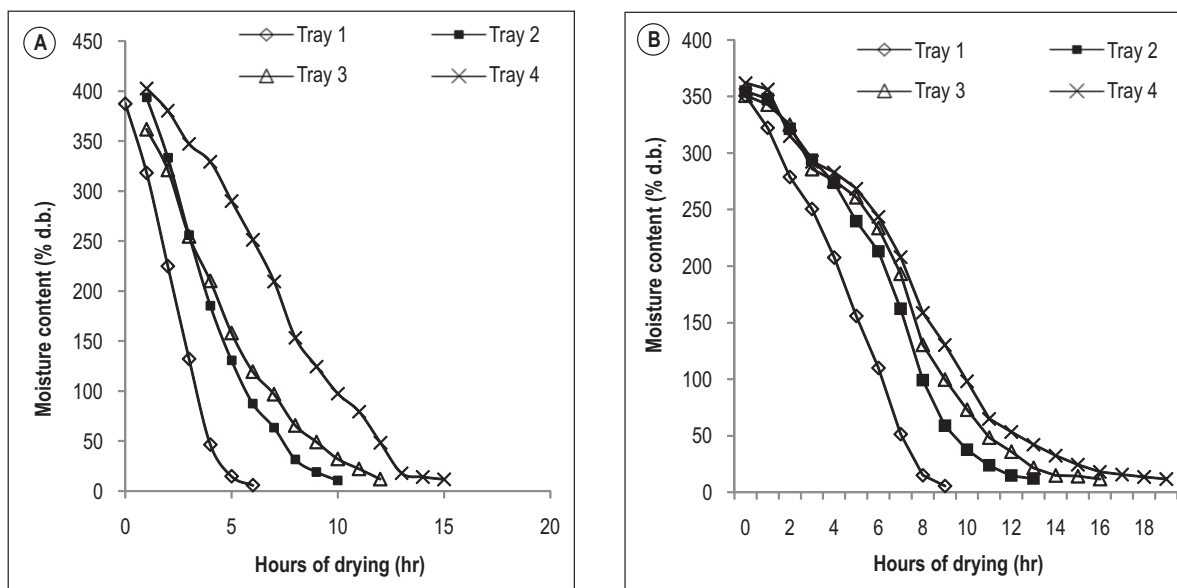 A
Tray 1
Tray 2
Tray 3
Tray 4
Moisture content (% d.b.)
450
400
350
300
250
200
150
100
50
0
0 5 10 15 20
Hours of drying (hr)
B
Tray 1
Tray 2
Tray 3
Tray 4
Moisture content (% d.b.)
400
350
300
250
200
150
100
50
0
0 2 4 6 8 10 12 14 16 18
Hours of drying (hr)